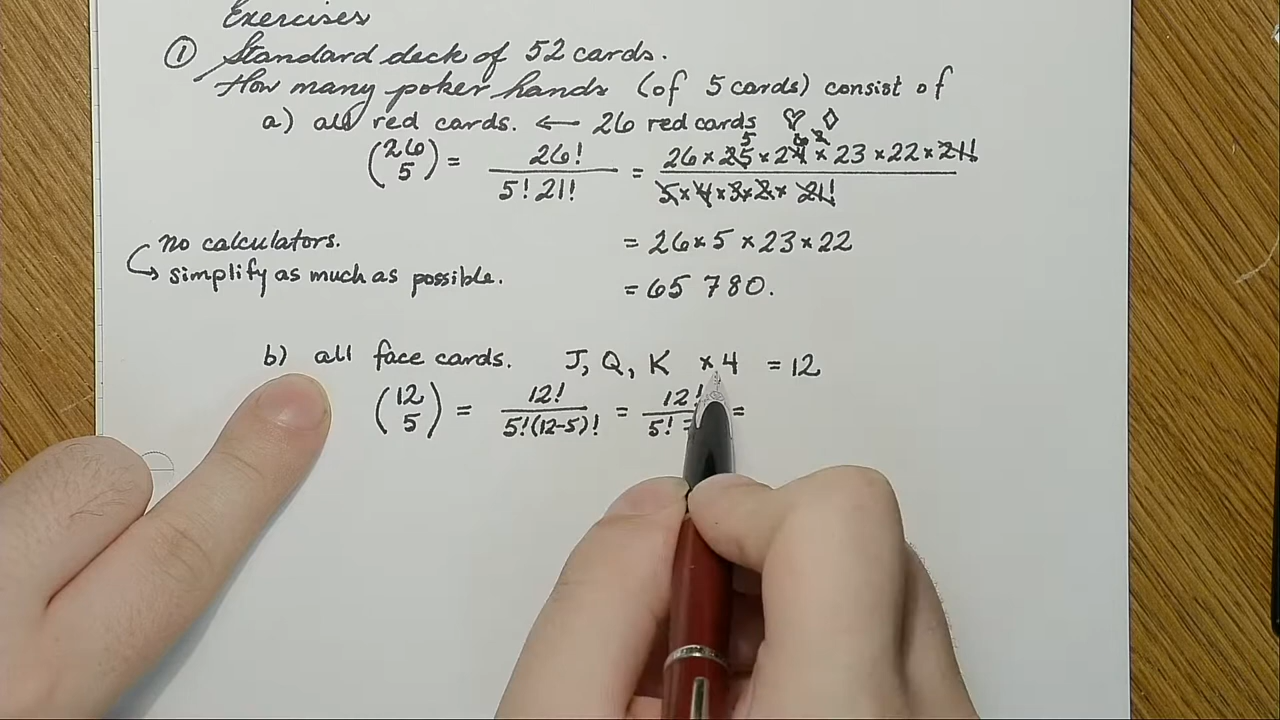 Exercises
① Standard deck of 52 cards.
How many poker hands (of 5 cards) consist of
a) all red cards. ← 26 red cards ♡ ◇
(26 5) = 26! / 5! 21! = 26 × 25 × 24 × 23 × 22 × 21! / 5 × 4 × 3 × 2 × 21!
no calculators. = 26 × 5 × 23 × 22
↳ simplify as much as possible. = 65 780.
b) all face cards. J, Q, K × 4 = 12
(12 5) = 12! / 5!(12-5)! = 12! / 5! =